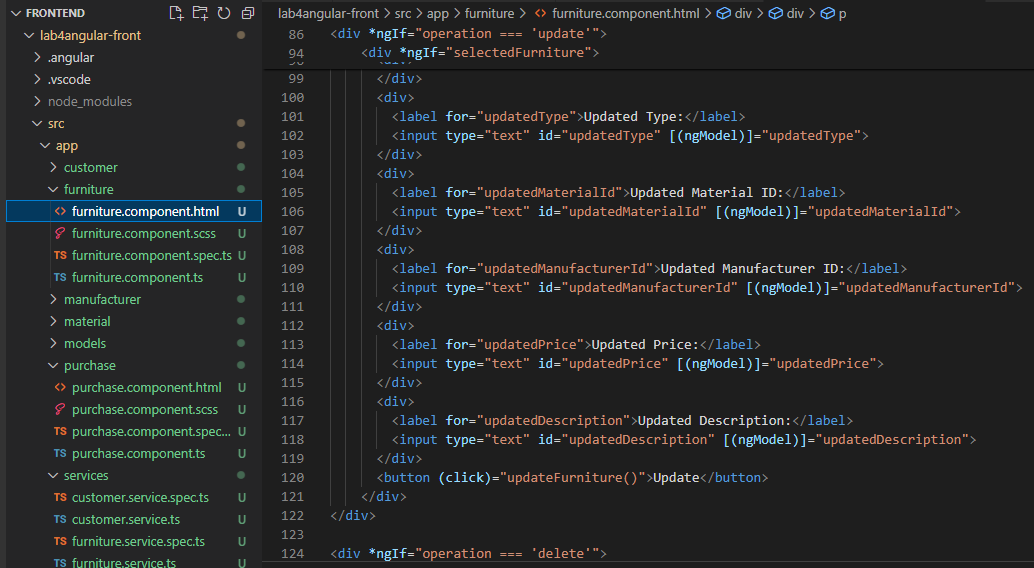 FRONTEND
lab4angular-front
.angular
.vscode
node_modules
src
app
customer
furniture
furniture.component.html U
furniture.component.scss U
furniture.component.spec.ts U
TS furniture.component.ts U
manufacturer
material
models
purchase
purchase.component.html U
purchase.component.scss U
TS purchase.component.spec... U
TS purchase.component.ts U
services
TS customer.service.spec.ts U
TS customer.service.ts U
TS furniture.service.spec.ts U
TS furniture.service.ts U
lab4angular-front > src > app > furniture > <> furniture.component.html > div > div > p
86 <div *ngIf="operation === 'update'">
94 <div *ngIf="selectedFurniture">
99 </div>
100 <div>
101 <label for="updatedType">Updated Type:</label>
102 <input type="text" id="updatedType" [(ngModel)]="updatedType">
103 </div>
104 <div>
105 <label for="updatedMaterialId">Updated Material ID:</label>
106 <input type="text" id="updatedMaterialId" [(ngModel)]="updatedMaterialId">
107 </div>
108 <div>
109 <label for="updatedManufacturerId">Updated Manufacturer ID:</label>
110 <input type="text" id="updatedManufacturerId" [(ngModel)]="updatedManufacturerId">
111 </div>
112 <div>
113 <label for="updatedPrice">Updated Price:</label>
114 <input type="text" id="updatedPrice" [(ngModel)]="updatedPrice">
115 </div>
116 <div>
117 <label for="updatedDescription">Updated Description:</label>
118 <input type="text" id="updatedDescription" [(ngModel)]="updatedDescription">
119 </div>
120 <button (click)="updateFurniture()">Update</button>
121 </div>
122 </div>
123
124 <div *ngIf="operation === 'delete'">